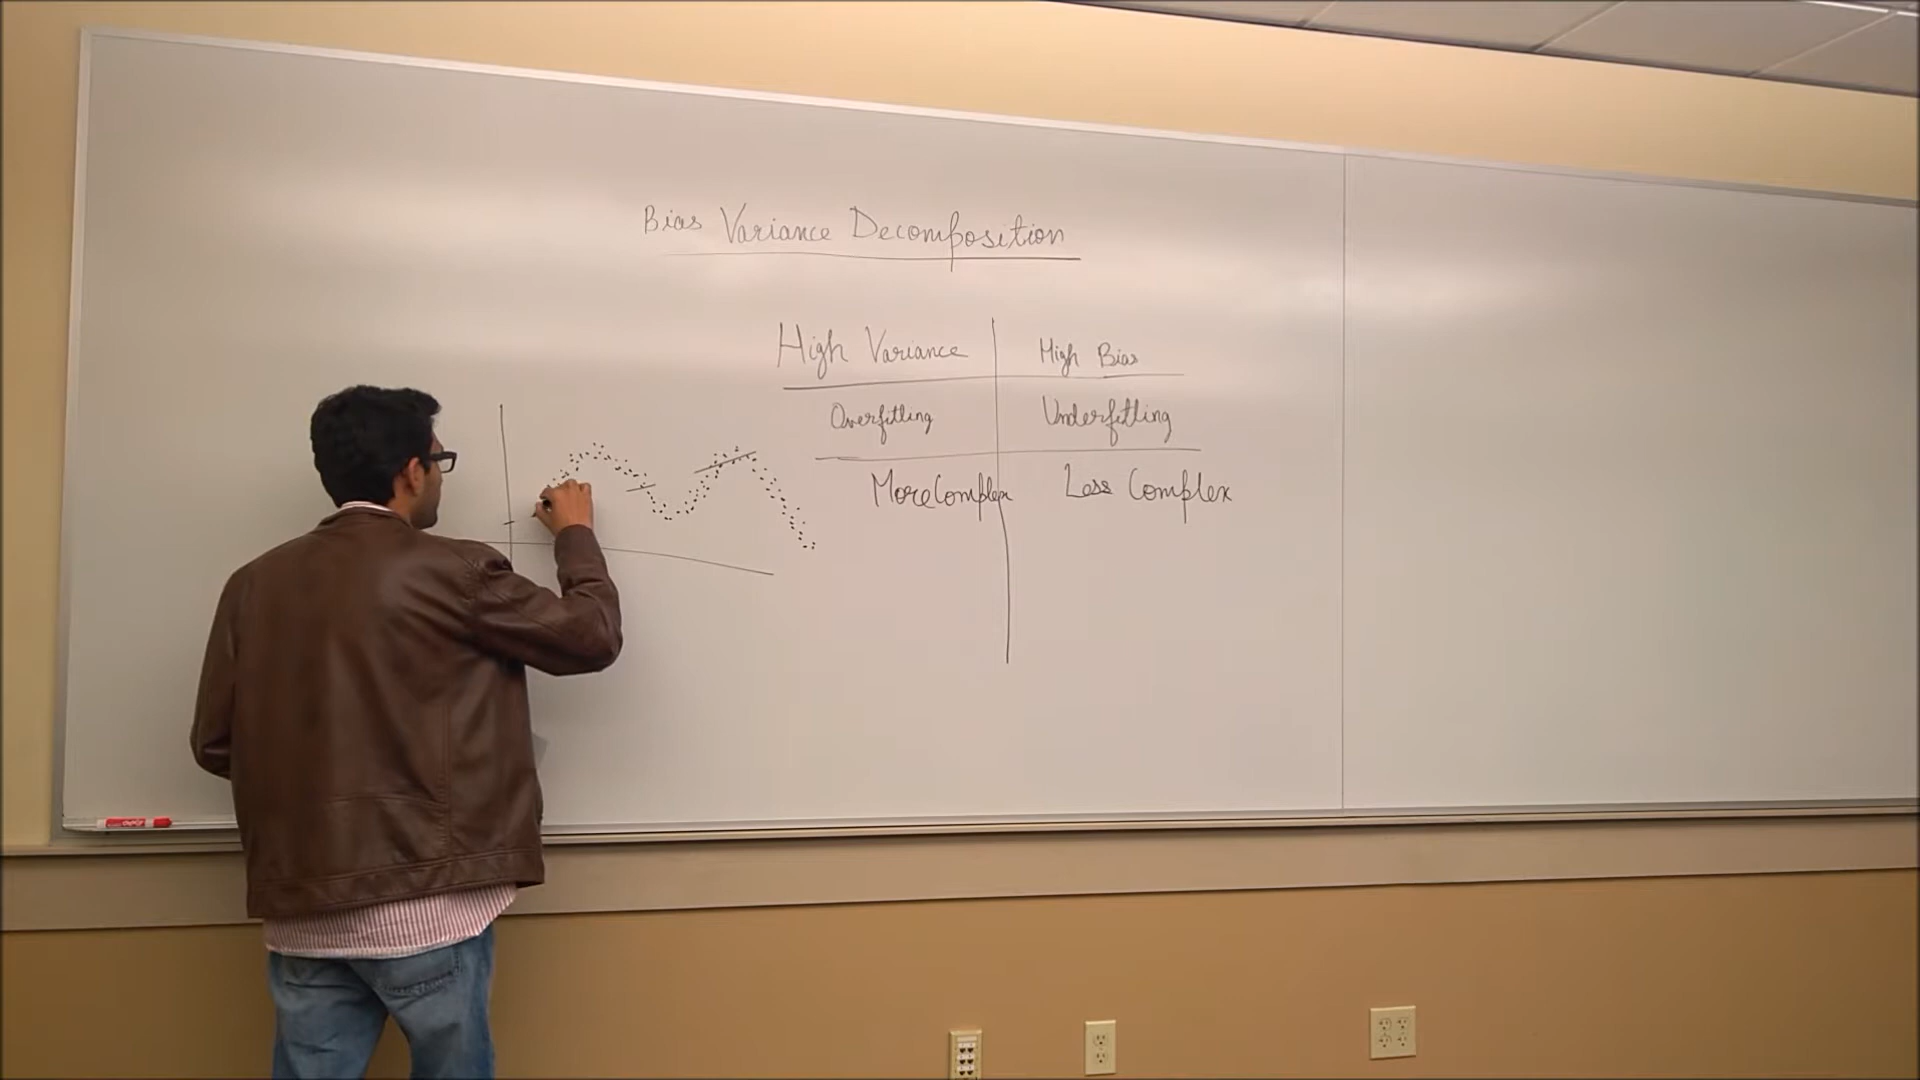 Bias Variance Decomposition
High Variance High Bias
Overfitting Underfitting
More Complex Less Complex